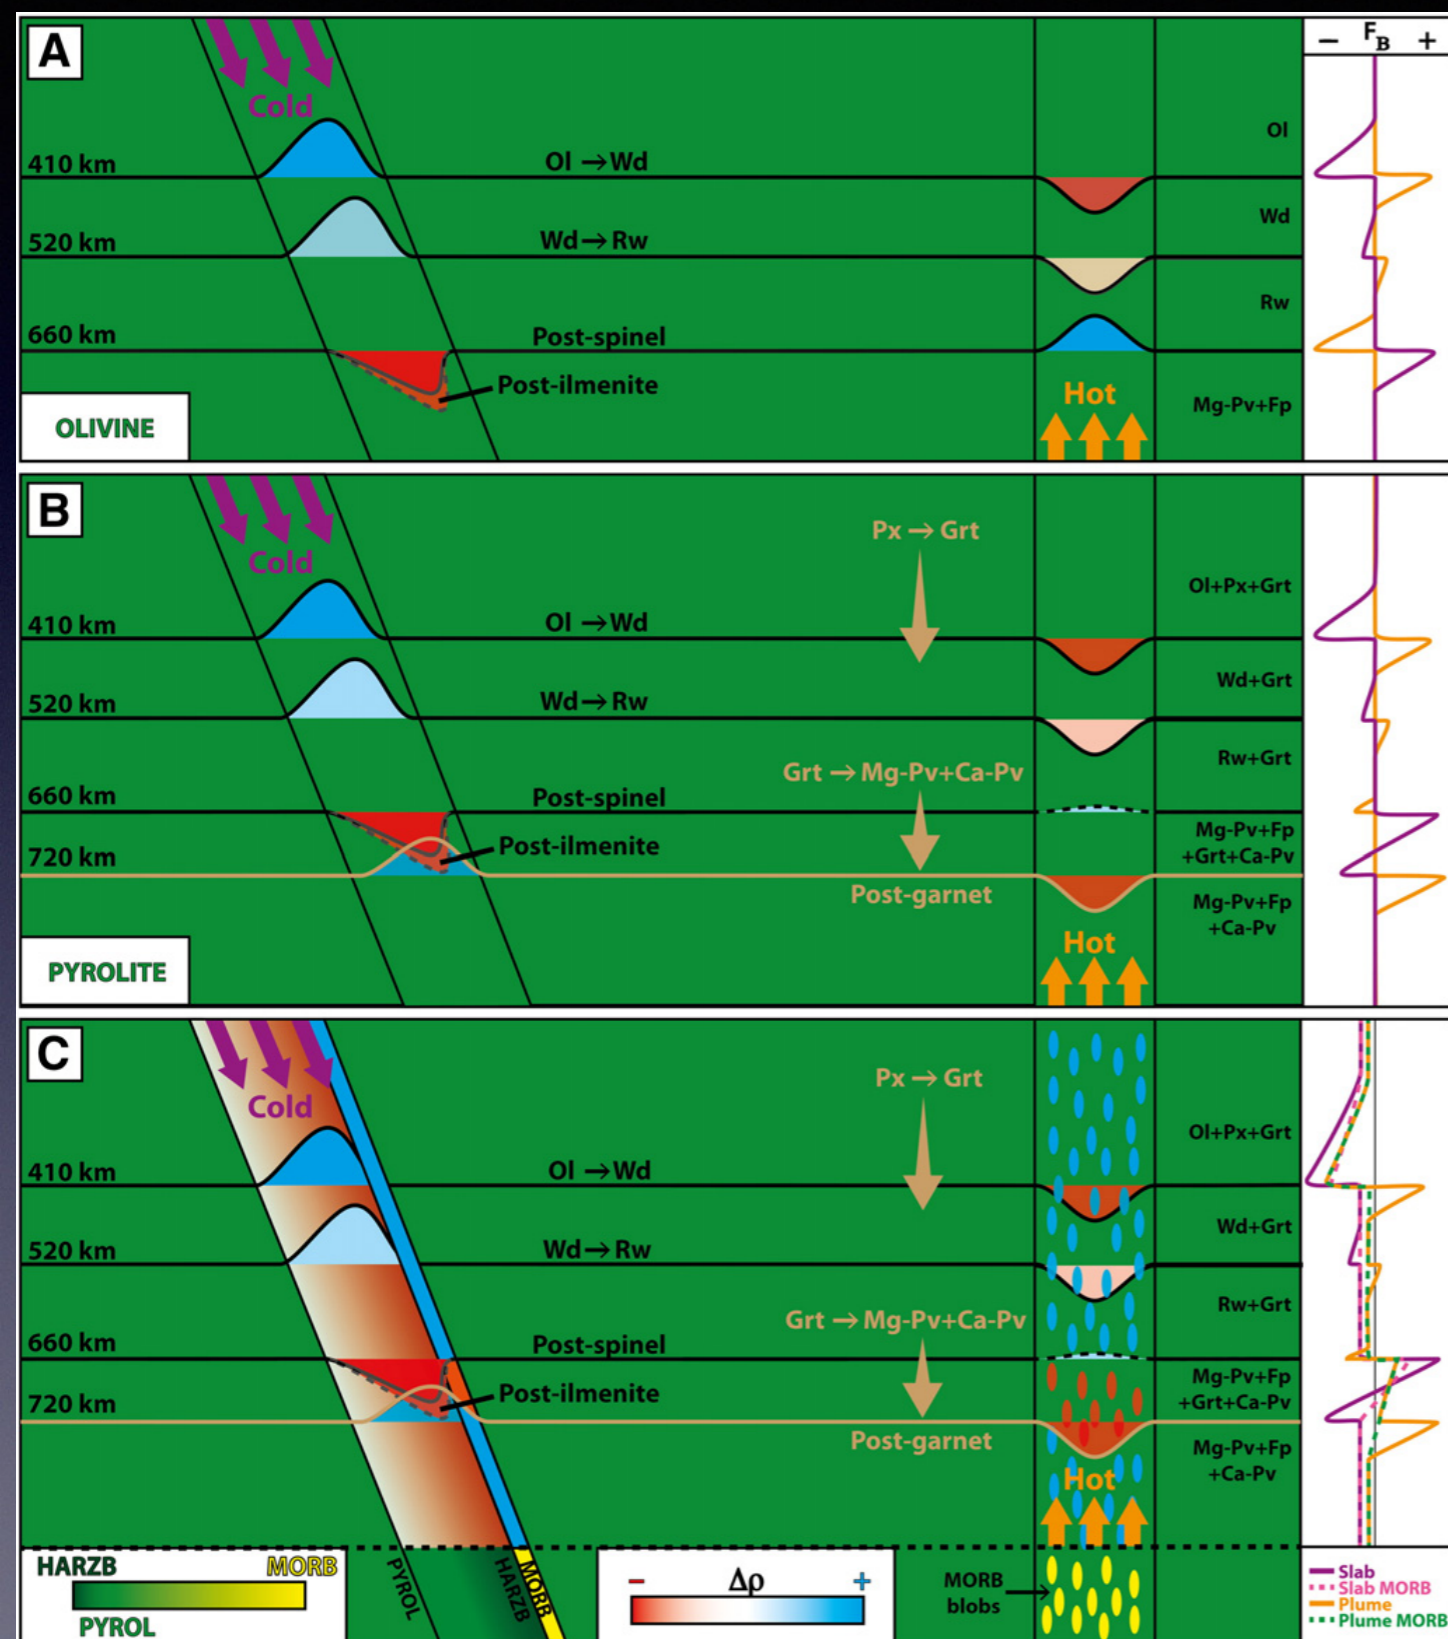 A
− FB +
Cold
Ol
410 km
Ol → Wd
Wd
520 km
Wd → Rw
Rw
660 km
Post-spinel
Post-ilmenite
Hot
Mg-Pv+Fp
OLIVINE
B
Cold
Px → Grt
Ol+Px+Grt
410 km
Ol → Wd
Wd+Grt
520 km
Wd → Rw
Rw+Grt
Grt → Mg-Pv+Ca-Pv
660 km
Post-spinel
Mg-Pv+Fp
+Grt+Ca-Pv
Post-ilmenite
720 km
Post-garnet
Mg-Pv+Fp
+Ca-Pv
Hot
PYROLITE
C
Cold
Px → Grt
Ol+Px+Grt
410 km
Ol → Wd
Wd+Grt
520 km
Wd → Rw
Rw+Grt
Grt → Mg-Pv+Ca-Pv
660 km
Post-spinel
Mg-Pv+Fp
+Grt+Ca-Pv
Post-ilmenite
720 km
Post-garnet
Mg-Pv+Fp
+Ca-Pv
Hot
HARZB
MORB
PYROL
PYROL
HARZB
MORB
− Δρ +
MORB
blobs
Slab
Slab MORB
Plume
Plume MORB